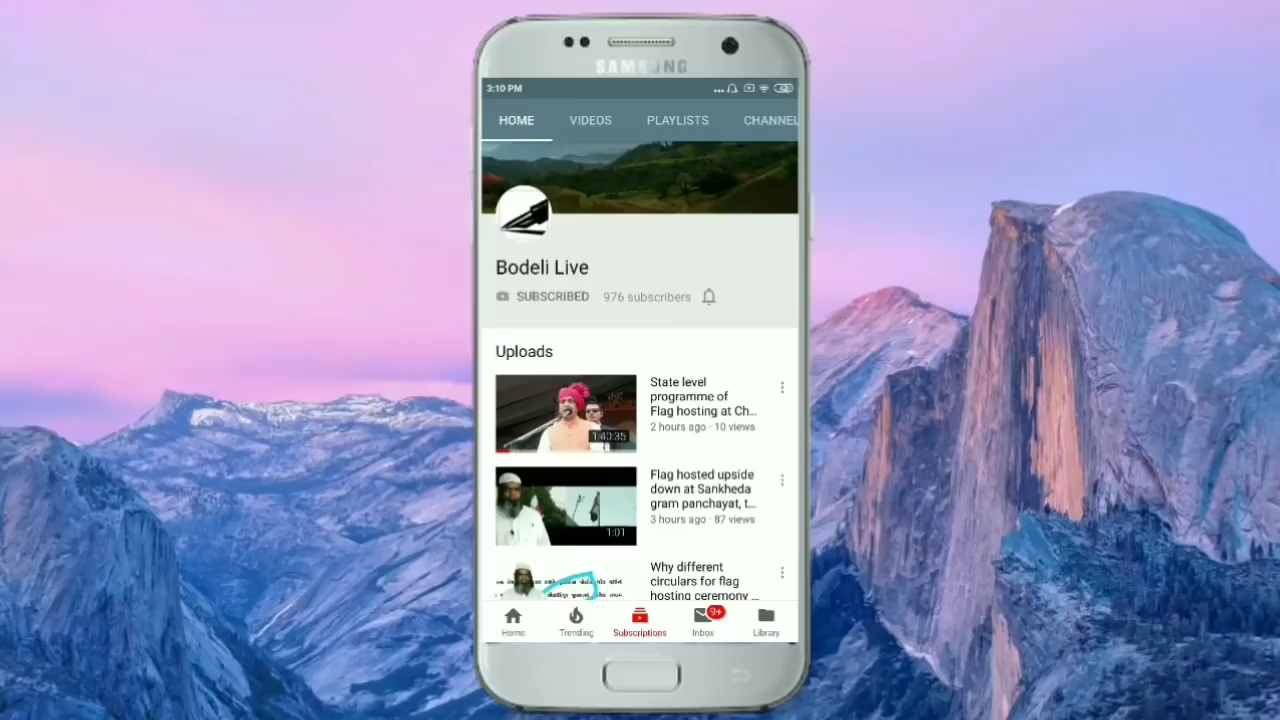 SAMSUNG
3:10 PM
HOME VIDEOS PLAYLISTS CHANNEL
Bodeli Live
SUBSCRIBED 976 subscribers
Uploads
State level
programme of
Flag hosting at Ch...
2 hours ago · 10 views
1:40:35
Flag hosted upside
down at Sankheda
gram panchayat, t...
3 hours ago · 87 views
1:01
Why different
circulars for flag
hosting ceremony ...
9+
Home Trending Subscriptions Inbox Library